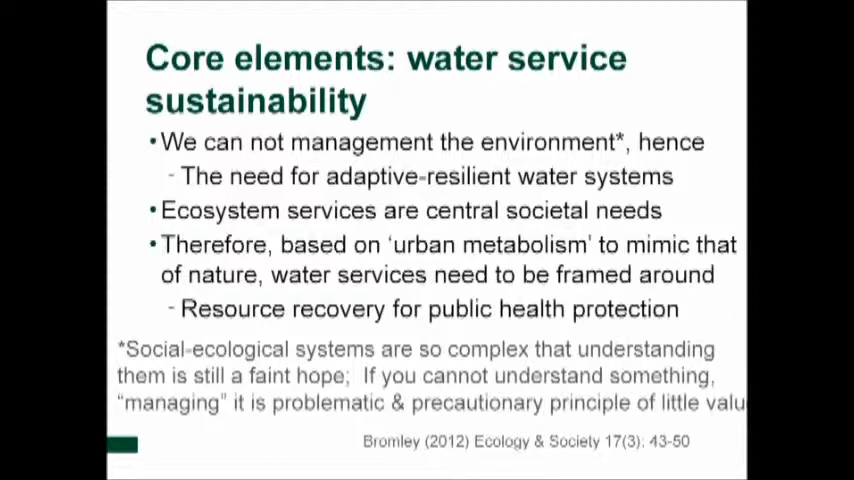 Core elements: water service
sustainability
•We can not management the environment*, hence
- The need for adaptive-resilient water systems
•Ecosystem services are central societal needs
•Therefore, based on ‘urban metabolism’ to mimic that
of nature, water services need to be framed around
- Resource recovery for public health protection
*Social-ecological systems are so complex that understanding
them is still a faint hope; If you cannot understand something,
“managing” it is problematic & precautionary principle of little valu
Bromley (2012) Ecology & Society 17(3): 43-50